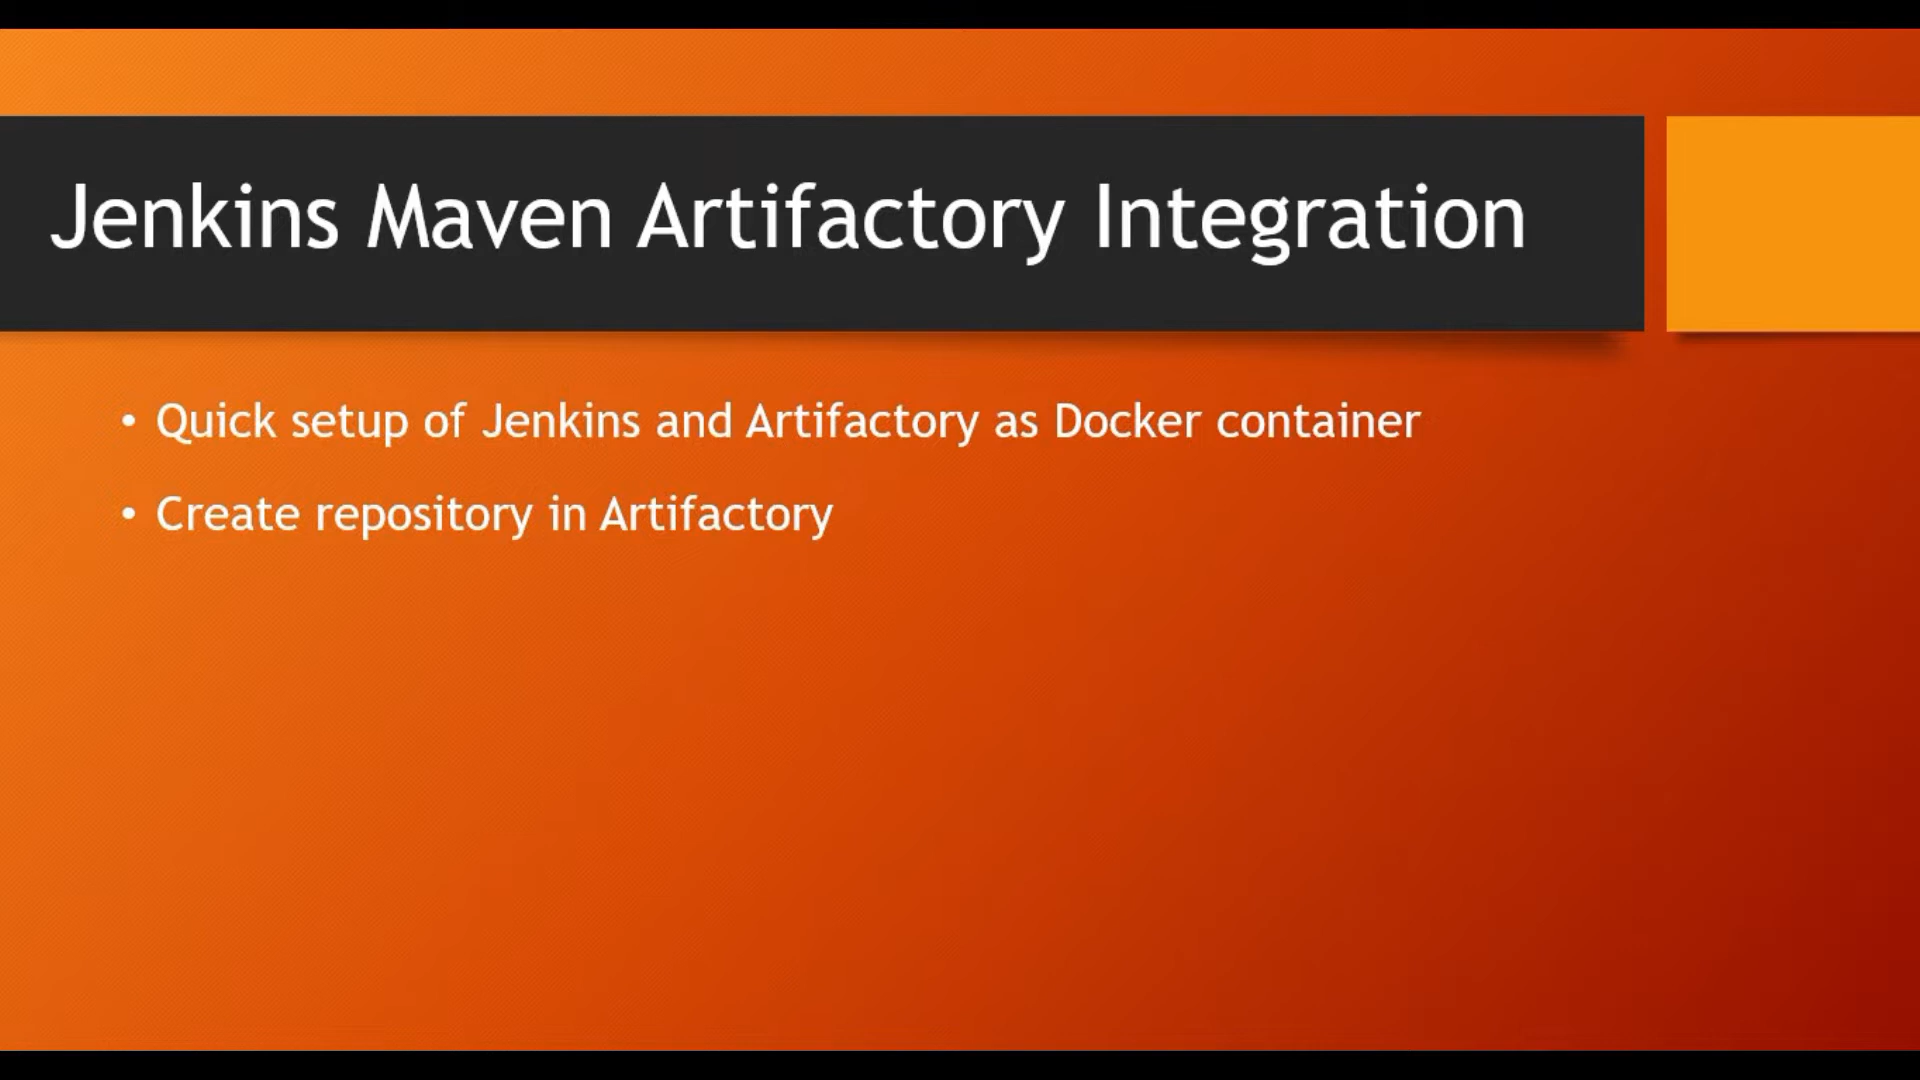 Jenkins Maven Artifactory Integration
• Quick setup of Jenkins and Artifactory as Docker container
• Create repository in Artifactory